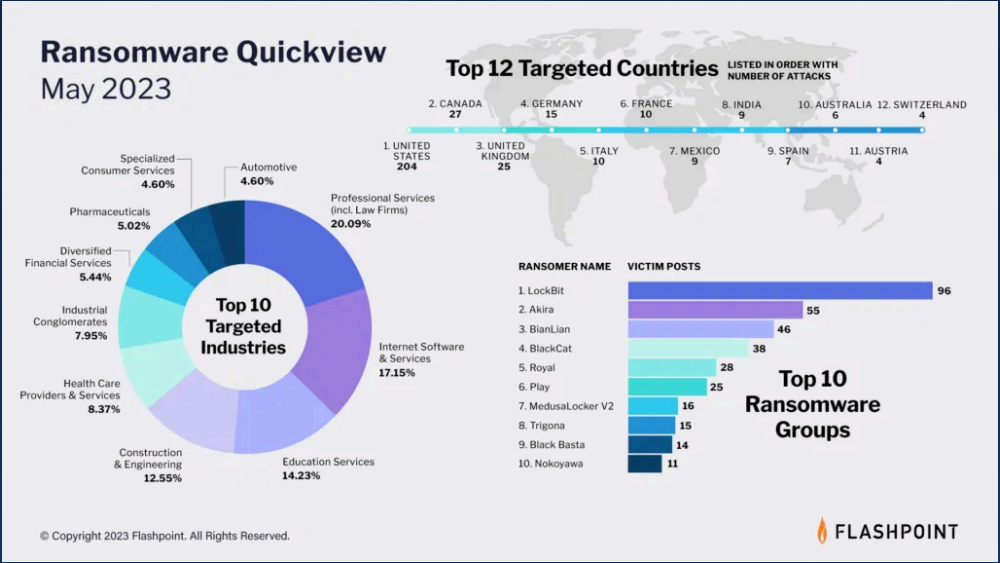 Ransomware Quickview
May 2023
Top 12 Targeted Countries
LISTED IN ORDER WITH
NUMBER OF ATTACKS
1. UNITED
STATES
204
2. CANADA
27
3. UNITED
KINGDOM
25
4. GERMANY
15
5. ITALY
10
6. FRANCE
10
7. MEXICO
9
8. INDIA
9
9. SPAIN
7
10. AUSTRALIA
6
11. AUSTRIA
4
12. SWITZERLAND
4
Top 10
Targeted
Industries
Professional Services
(incl. Law Firms)
20.09%
Internet Software
& Services
17.15%
Education Services
14.23%
Construction
& Engineering
12.55%
Health Care
Providers & Services
8.37%
Industrial
Conglomerates
7.95%
Diversified
Financial Services
5.44%
Pharmaceuticals
5.02%
Specialized
Consumer Services
4.60%
Automotive
4.60%
RANSOMER NAME VICTIM POSTS
1. LockBit 96
2. Akira 55
3. BianLian 46
4. BlackCat 38
5. Royal 28
6. Play 25
7. MedusaLocker V2 16
8. Trigona 15
9. Black Basta 14
10. Nokoyawa 11
Top 10
Ransomware
Groups
© Copyright 2023 Flashpoint. All Rights Reserved.
FLASHPOINT